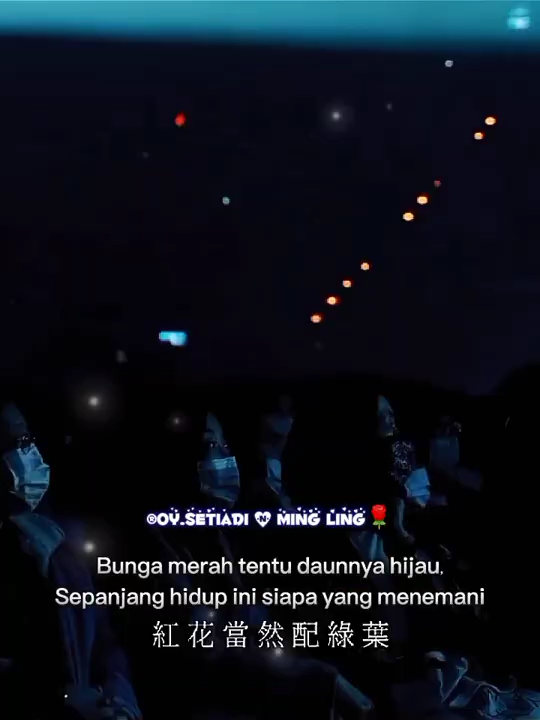 ©OY.SETIADI N MING LING🌹
Bunga merah tentu daunnya hijau,
Sepanjang hidup ini siapa yang menemani
紅花當然配綠葉